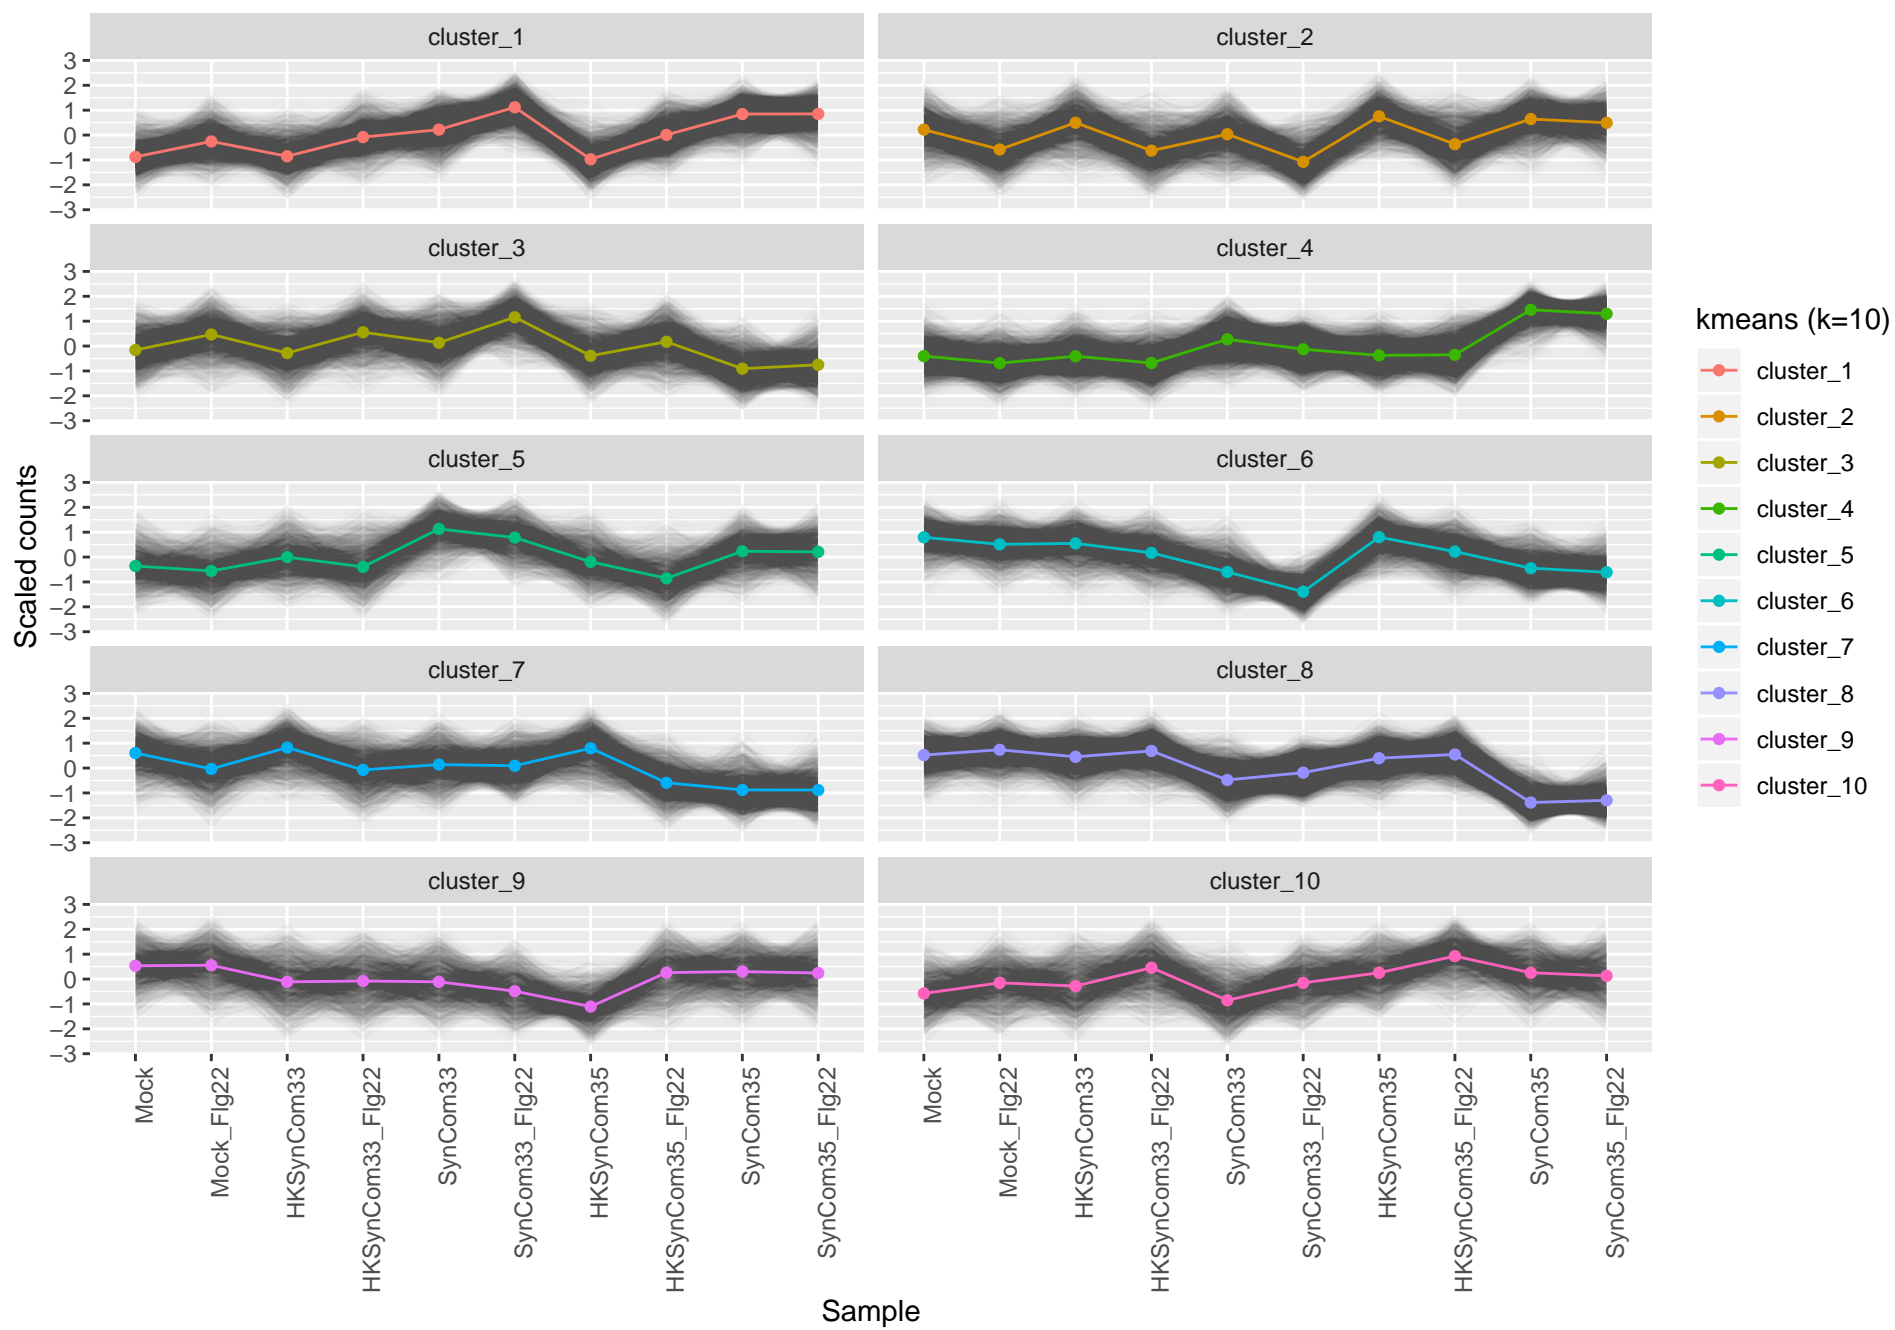 cluster_1
cluster_2
3
2
1
0
−1
−2
−3
cluster_3
cluster_4
3
2
1
0
−1
−2
−3
cluster_5
cluster_6
3
2
1
0
−1
−2
−3
cluster_7
cluster_8
3
2
1
0
−1
−2
−3
cluster_9
cluster_10
3
2
1
0
−1
−2
−3
Scaled counts
Mock
Mock_Flg22
HKSynCom33
HKSynCom33_Flg22
SynCom33
SynCom33_Flg22
HKSynCom35
HKSynCom35_Flg22
SynCom35
SynCom35_Flg22
Mock
Mock_Flg22
HKSynCom33
HKSynCom33_Flg22
SynCom33
SynCom33_Flg22
HKSynCom35
HKSynCom35_Flg22
SynCom35
SynCom35_Flg22
Sample
kmeans (k=10)
cluster_1
cluster_2
cluster_3
cluster_4
cluster_5
cluster_6
cluster_7
cluster_8
cluster_9
cluster_10